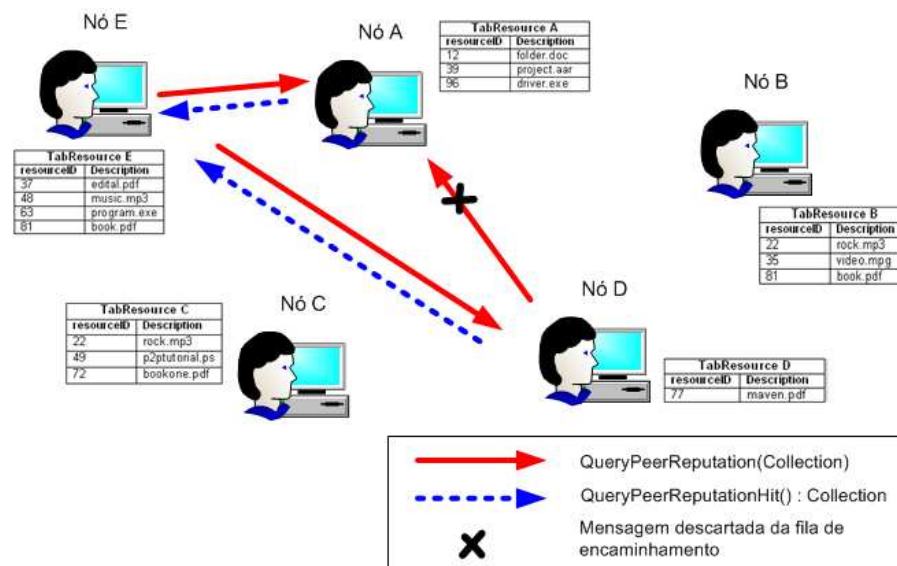 Nó E
Nó A
TabResource A
resourceID Description
12 folder.doc
39 project.aar
96 driver.exe
Nó B
TabResource E
resourceID Description
37 edital.pdf
48 music.mp3
63 program.exe
81 book.pdf
TabResource B
resourceID Description
22 rock.mp3
35 video.mpg
81 book.pdf
Nó C
Nó D
TabResource C
resourceID Description
22 rock.mp3
49 p2ptutorial.ps
72 bookone.pdf
TabResource D
resourceID Description
77 maven.pdf
QueryPeerReputation(Collection)
QueryPeerReputationHit() : Collection
Mensagem descartada da fila de
encaminhamento